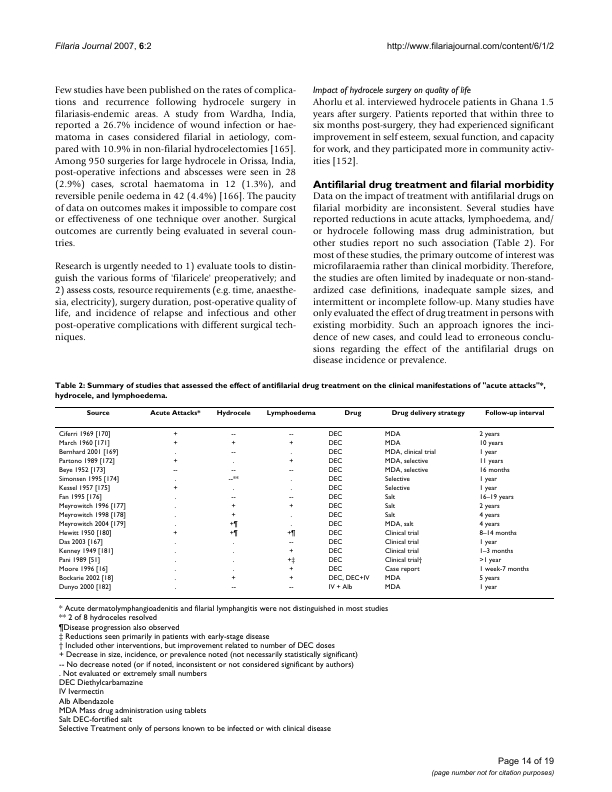 Filaria Journal 2007, 6:2
http://www.filariajournal.com/content/6/1/2
Few studies have been published on the rates of complica-
tions and recurrence following hydrocele surgery in
filariasis-endemic areas. A study from Wardha, India,
reported a 26.7% incidence of wound infection or hae-
matoma in cases considered filarial in aetiology, com-
pared with 10.9% in non-filarial hydrocelectomies [165].
Among 950 surgeries for large hydrocele in Orissa, India,
post-operative infections and abscesses were seen in 28
(2.9%) cases, scrotal haematoma in 12 (1.3%), and
reversible penile oedema in 42 (4.4%) [166]. The paucity
of data on outcomes makes it impossible to compare cost
or effectiveness of one technique over another. Surgical
outcomes are currently being evaluated in several coun-
tries.
Research is urgently needed to 1) evaluate tools to distin-
guish the various forms of 'filaricele' preoperatively; and
2) assess costs, resource requirements (e.g. time, anaesthe-
sia, electricity), surgery duration, post-operative quality of
life, and incidence of relapse and infectious and other
post-operative complications with different surgical tech-
niques.
Impact of hydrocele surgery on quality of life
Ahorlu et al. interviewed hydrocele patients in Ghana 1.5
years after surgery. Patients reported that within three to
six months post-surgery, they had experienced significant
improvement in self esteem, sexual function, and capacity
for work, and they participated more in community activ-
ities [152].
Antifilarial drug treatment and filarial morbidity
Data on the impact of treatment with antifilarial drugs on
filarial morbidity are inconsistent. Several studies have
reported reductions in acute attacks, lymphoedema, and/
or hydrocele following mass drug administration, but
other studies report no such association (Table 2). For
most of these studies, the primary outcome of interest was
microfilaraemia rather than clinical morbidity. Therefore,
the studies are often limited by inadequate or non-stand-
ardized case definitions, inadequate sample sizes, and
intermittent or incomplete follow-up. Many studies have
only evaluated the effect of drug treatment in persons with
existing morbidity. Such an approach ignores the inci-
dence of new cases, and could lead to erroneous conclu-
sions regarding the effect of the antifilarial drugs on
disease incidence or prevalence.
Table 2: Summary of studies that assessed the effect of antifilarial drug treatment on the clinical manifestations of "acute attacks"*,
hydrocele, and lymphoedema.
Source Acute Attacks* Hydrocele Lymphoedema Drug Drug delivery strategy Follow-up interval
Ciferri 1969 [170] + -- -- DEC MDA 2 years
March 1960 [171] + + + DEC MDA 10 years
Bernhard 2001 [169] . -- . DEC MDA, clinical trial 1 year
Partono 1989 [172] + . + DEC MDA, selective 11 years
Beye 1952 [173] -- -- -- DEC MDA, selective 16 months
Simonsen 1995 [174] . --** . DEC Selective 1 year
Kessel 1957 [175] + . . DEC Selective 1 year
Fan 1995 [176] . -- -- DEC Salt 16–19 years
Meyrowitch 1996 [177] . + + DEC Salt 2 years
Meyrowitch 1998 [178] . + . DEC Salt 4 years
Meyrowitch 2004 [179] . +¶ . DEC MDA, salt 4 years
Hewitt 1950 [180] + +¶ +¶ DEC Clinical trial 8–14 months
Das 2003 [167] . . -- DEC Clinical trial 1 year
Kenney 1949 [181] . . + DEC Clinical trial 1–3 months
Pani 1989 [51] . . +‡ DEC Clinical trial† >1 year
Moore 1996 [16] . . + DEC Case report 1 week-7 months
Bockarie 2002 [18] . + + DEC, DEC+IV MDA 5 years
Dunyo 2000 [182] . -- -- IV + Alb MDA 1 year
* Acute dermatolymphangioadenitis and filarial lymphangitis were not distinguished in most studies
** 2 of 8 hydroceles resolved
¶Disease progression also observed
‡ Reductions seen primarily in patients with early-stage disease
† Included other interventions, but improvement related to number of DEC doses
+ Decrease in size, incidence, or prevalence noted (not necessarily statistically significant)
-- No decrease noted (or if noted, inconsistent or not considered significant by authors)
. Not evaluated or extremely small numbers
DEC Diethylcarbamazine
IV Ivermectin
Alb Albendazole
MDA Mass drug administration using tablets
Salt DEC-fortified salt
Selective Treatment only of persons known to be infected or with clinical disease
Page 14 of 19
(page number not for citation purposes)